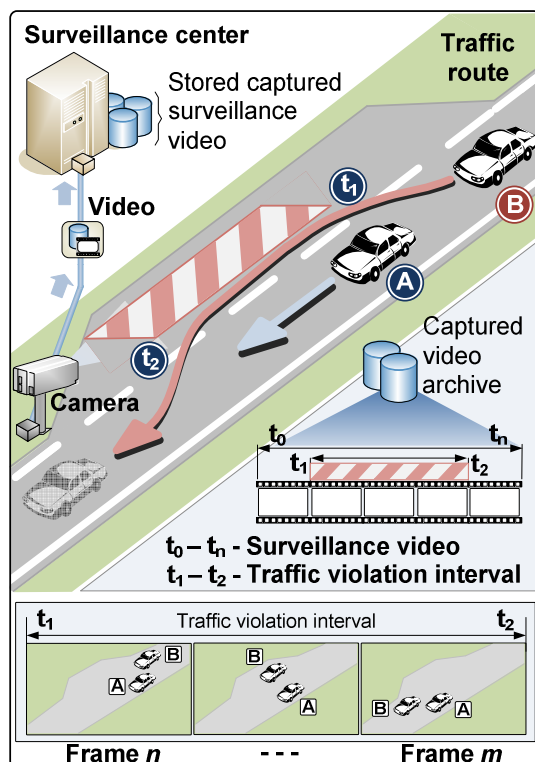 Surveillance center
Traffic
route
Stored captured
surveillance
video
t1
B
Video
A
t2
Captured
video
archive
Camera
t0
tn
t1
t2
t0 – tn - Surveillance video
t1 – t2 - Traffic violation interval
t1
Traffic violation interval
t2
B
A
B
A
B
A
Frame n
- - -
Frame m